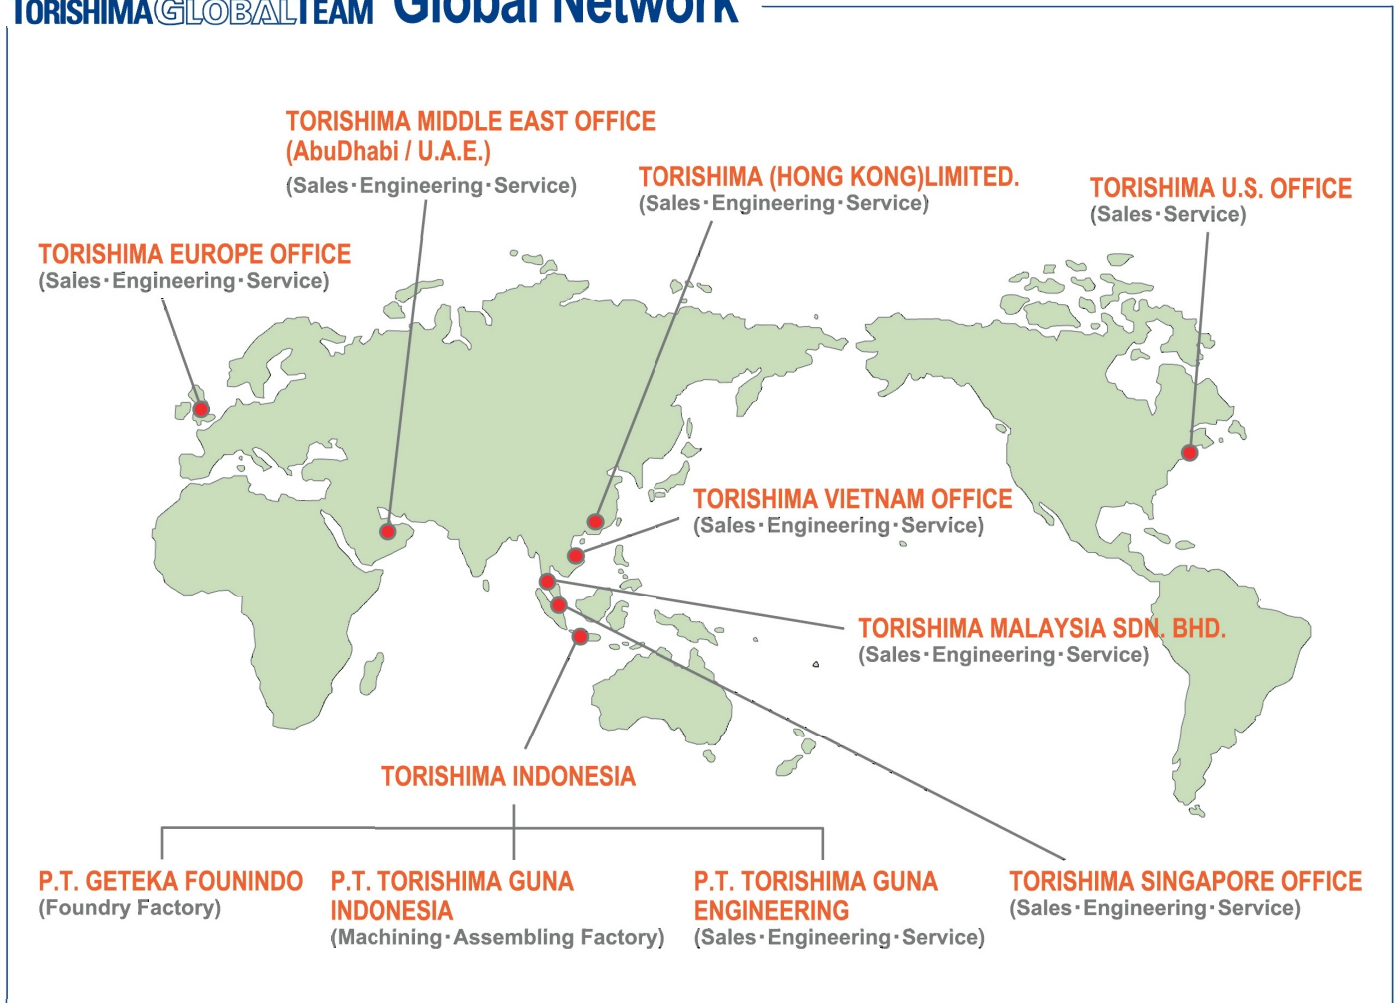 TORISHIMA GLOBAL TEAM Global Network
TORISHIMA MIDDLE EAST OFFICE
(AbuDhabi / U.A.E.)
(Sales・Engineering・Service)
TORISHIMA (HONG KONG)LIMITED.
(Sales・Engineering・Service)
TORISHIMA U.S. OFFICE
(Sales・Service)
TORISHIMA EUROPE OFFICE
(Sales・Engineering・Service)
TORISHIMA VIETNAM OFFICE
(Sales・Engineering・Service)
TORISHIMA MALAYSIA SDN. BHD.
(Sales・Engineering・Service)
TORISHIMA INDONESIA
P.T. GETEKA FOUNINDO
(Foundry Factory)
P.T. TORISHIMA GUNA
INDONESIA
(Machining・Assembling Factory)
P.T. TORISHIMA GUNA
ENGINEERING
(Sales・Engineering・Service)
TORISHIMA SINGAPORE OFFICE
(Sales・Engineering・Service)